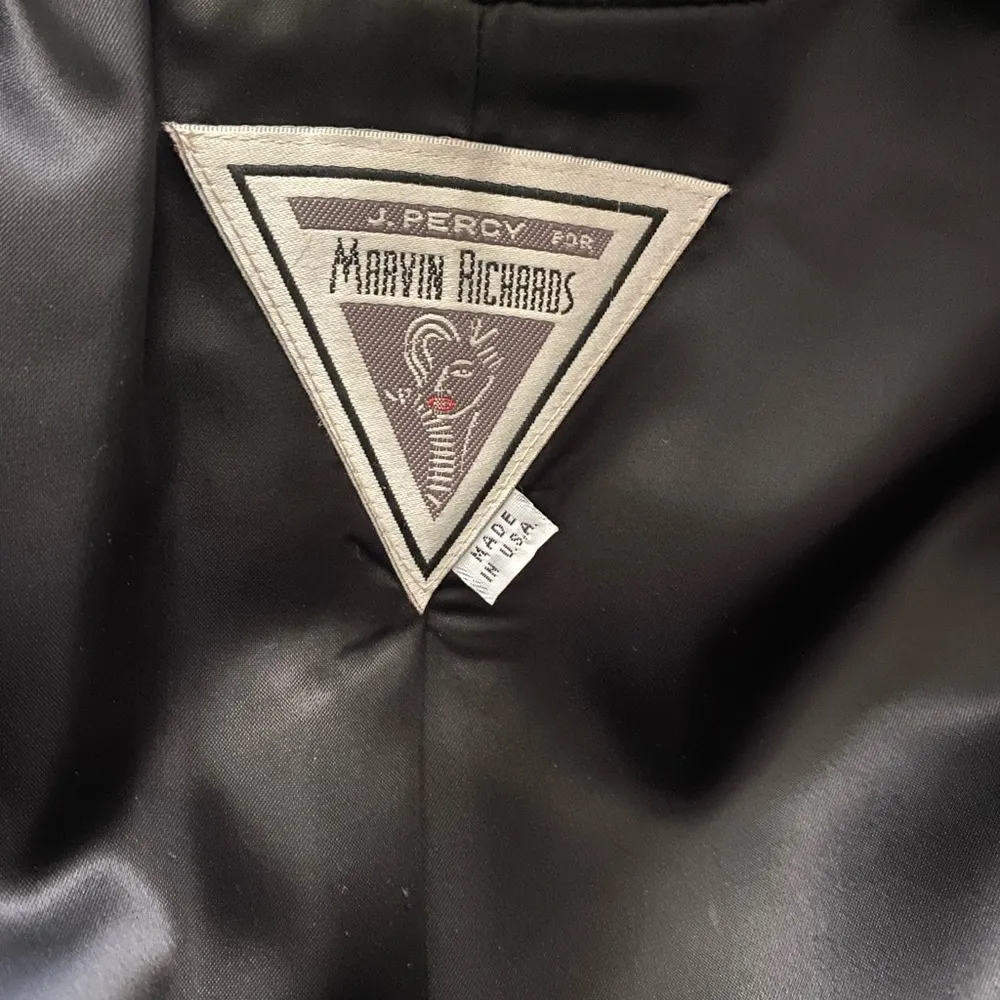 J. PERCY FOR
MARVIN RICHARDS
MADE
IN U.S.A.